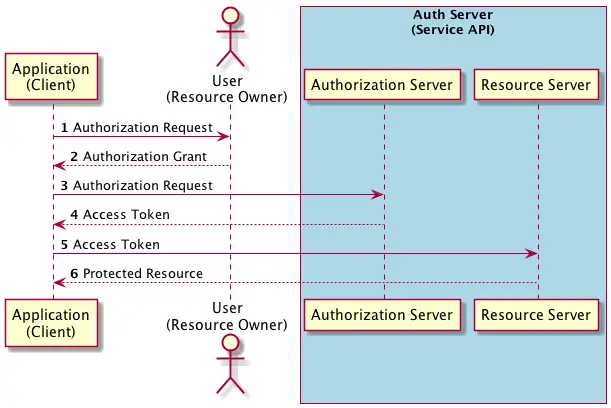 Auth Server
(Service API)
Application
(Client)
User
(Resource Owner)
Authorization Server
Resource Server
1 Authorization Request
2 Authorization Grant
3 Authorization Request
4 Access Token
5 Access Token
6 Protected Resource
Application
(Client)
User
(Resource Owner)
Authorization Server
Resource Server